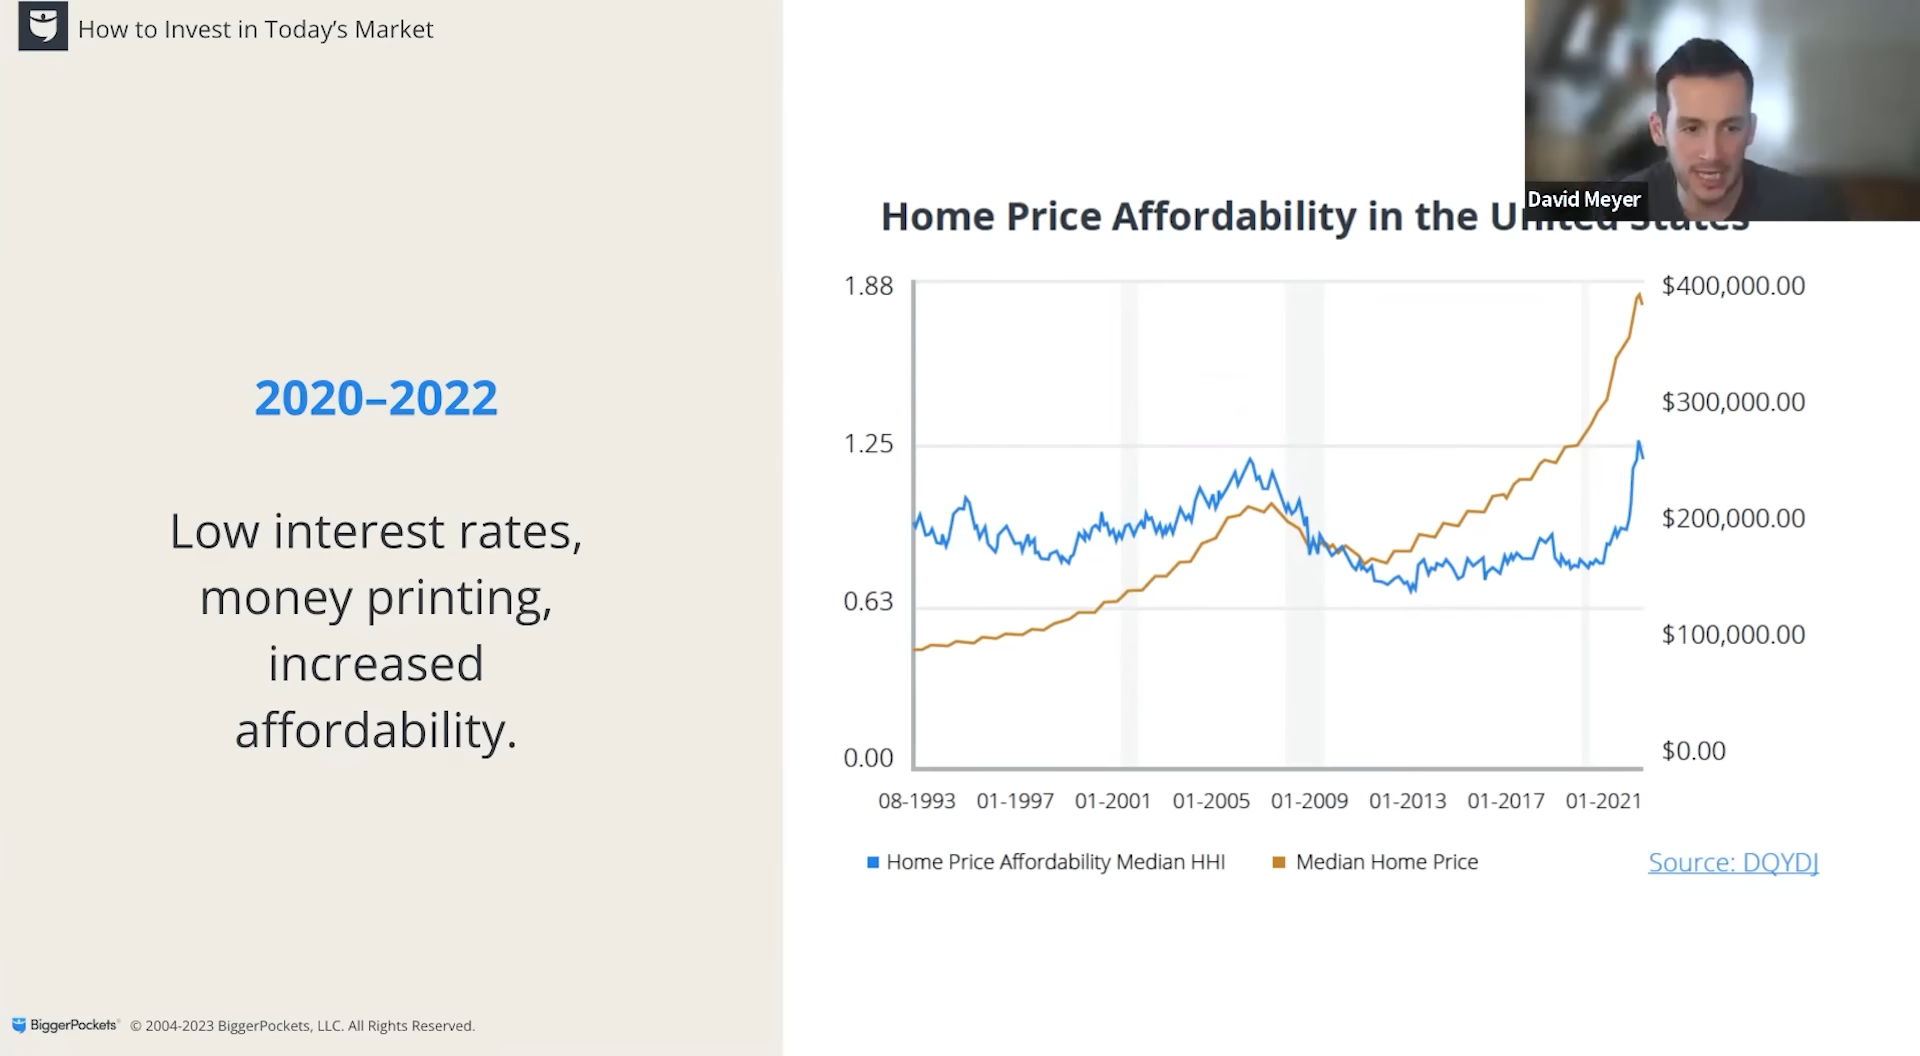 How to Invest in Today's Market
David Meyer
Home Price Affordability in the United States
2020–2022
Low interest rates,
money printing,
increased
affordability.
1.88
1.25
0.63
0.00
$400,000.00
$300,000.00
$200,000.00
$100,000.00
$0.00
08-1993 01-1997 01-2001 01-2005 01-2009 01-2013 01-2017 01-2021
Home Price Affordability Median HHI Median Home Price Source: DQYDJ
BiggerPockets © 2004-2023 BiggerPockets, LLC. All Rights Reserved.